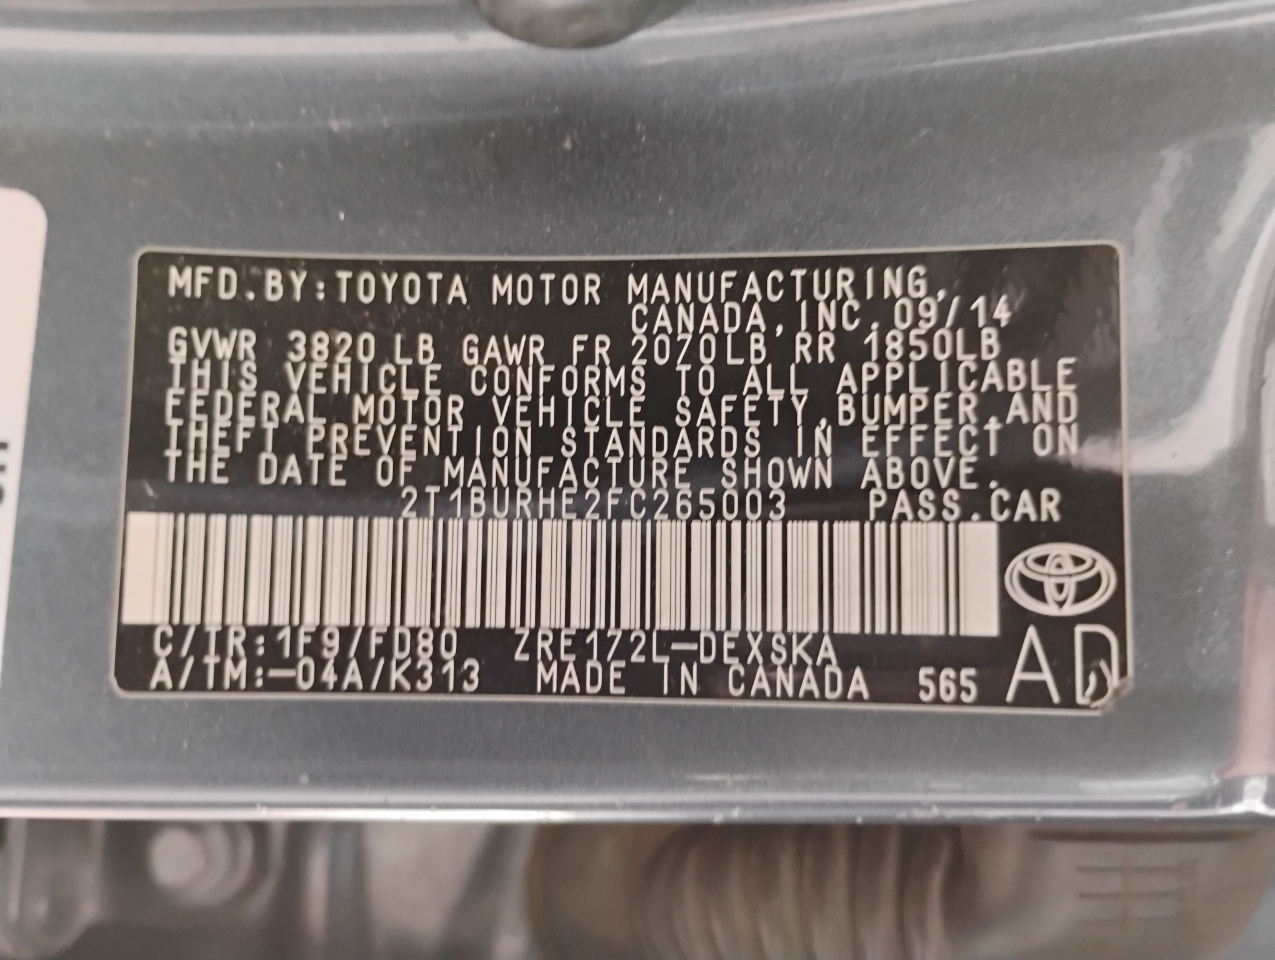 MFD.BY:TOYOTA MOTOR MANUFACTURING,
CANADA,INC. 09/14
GVWR 3820 LB GAWR FR 2070LB RR 1850LB
THIS VEHICLE CONFORMS TO ALL APPLICABLE
FEDERAL MOTOR VEHICLE SAFETY,BUMPER,AND
THEFT PREVENTION STANDARDS IN EFFECT ON
THE DATE OF MANUFACTURE SHOWN ABOVE.
2T1BURHE2FC265003 PASS.CAR
C/TR:1F9/FD80 ZRE172L-DEXSKA
A/TM:-04A/K313 MADE IN CANADA 565 AD